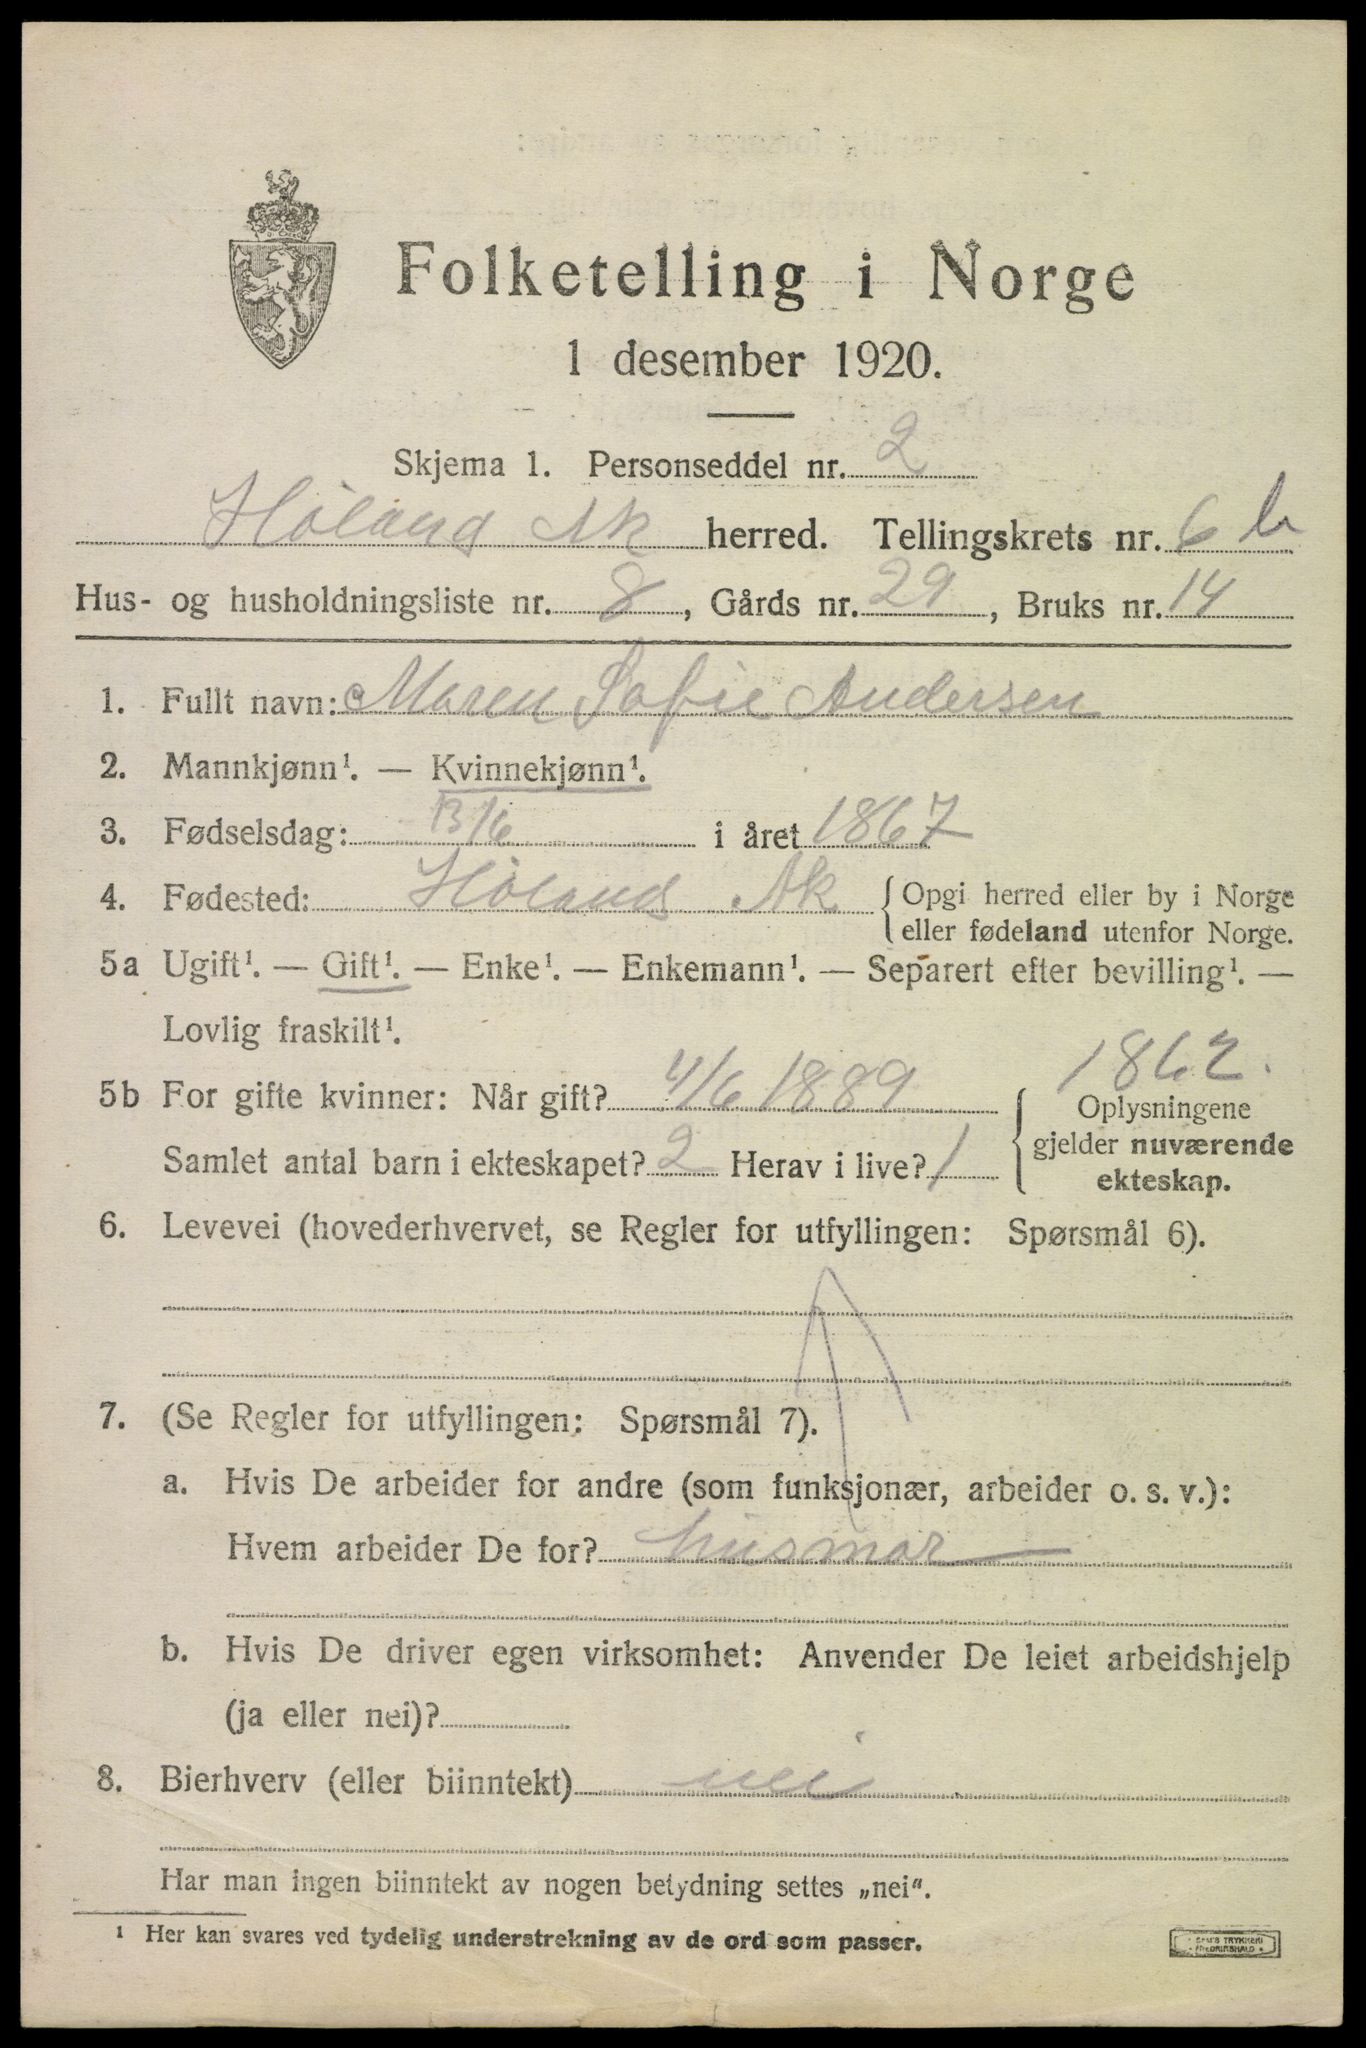 Folketelling i Norge
1 desember 1920.
Skjema 1. Personseddel nr. 2
Høland Ak herred. Tellingskrets nr. 6 b
Hus- og husholdningsliste nr. 8, Gårds nr. 29, Bruks nr. 14
1. Fullt navn: Maren Sofie Andersen
2. Mannkjønn¹. — Kvinnekjønn¹.
3. Fødselsdag: 13/6 i året 1867
4. Fødested: Høland Ak { Opgi herred eller by i Norge
eller fødeland utenfor Norge.
5a Ugift¹. — Gift¹. — Enke¹. — Enkemann¹. — Separert efter bevilling¹. —
Lovlig fraskilt¹.
1862.
5b For gifte kvinner: Når gift? 4/6 1889 { Oplysningene
gjelder nuværende
ekteskap.
Samlet antal barn i ekteskapet? 2 Herav i live? 1
6. Levevei (hovederhvervet, se Regler for utfyllingen: Spørsmål 6).
7. (Se Regler for utfyllingen: Spørsmål 7).
a. Hvis De arbeider for andre (som funksjonær, arbeider o. s. v.):
Hvem arbeider De for? husmor
b. Hvis De driver egen virksomhet: Anvender De leiet arbeidshjelp
(ja eller nei)?
8. Bierhverv (eller biinntekt) nei
Har man ingen biinntekt av nogen betydning settes „nei".
¹ Her kan svares ved tydelig understrekning av de ord som passer.
TRYKKERI
FREDRIKSHALD